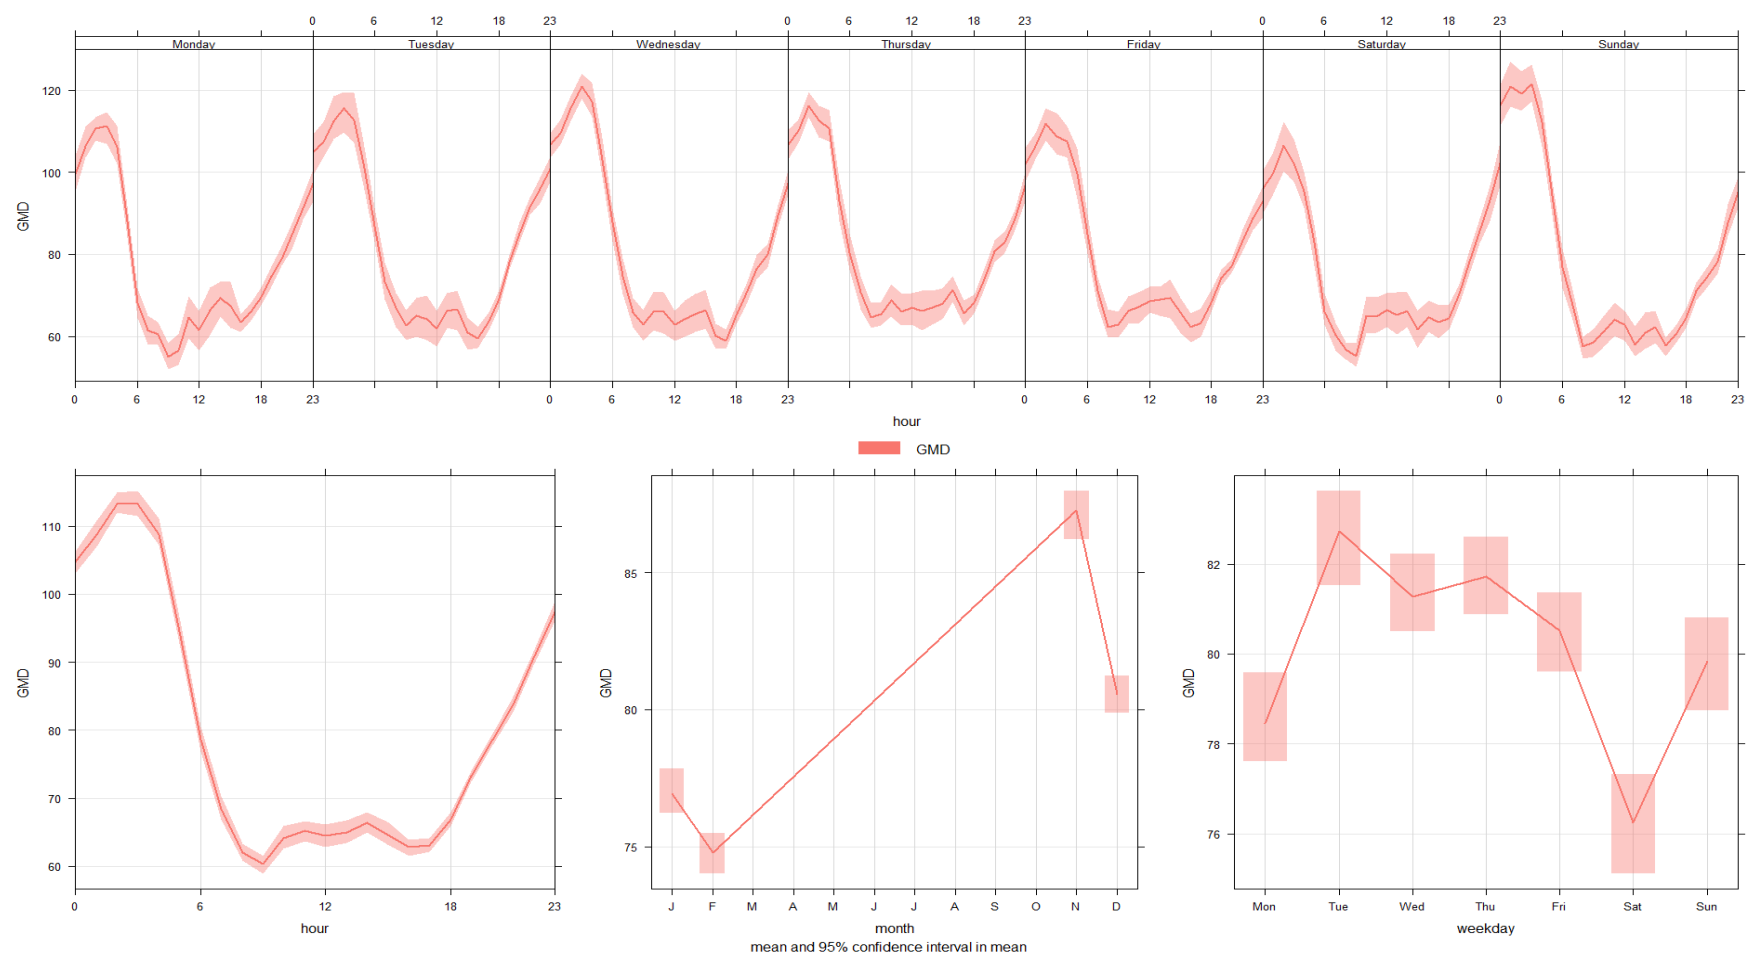 0 6 12 18 23 0 6 12 18 23 0 6 12 18 23
Monday Tuesday Wednesday Thursday Friday Saturday Sunday
120
100
80
60
GMD
0 6 12 18 23 0 6 12 18 23 0 6 12 18 23 0 6 12 18 23
hour
GMD
110
100
90
80
70
60
GMD
0 6 12 18 23
hour
85
80
75
GMD
J F M A M J J A S O N D
month
mean and 95% confidence interval in mean
82
80
78
76
GMD
Mon Tue Wed Thu Fri Sat Sun
weekday